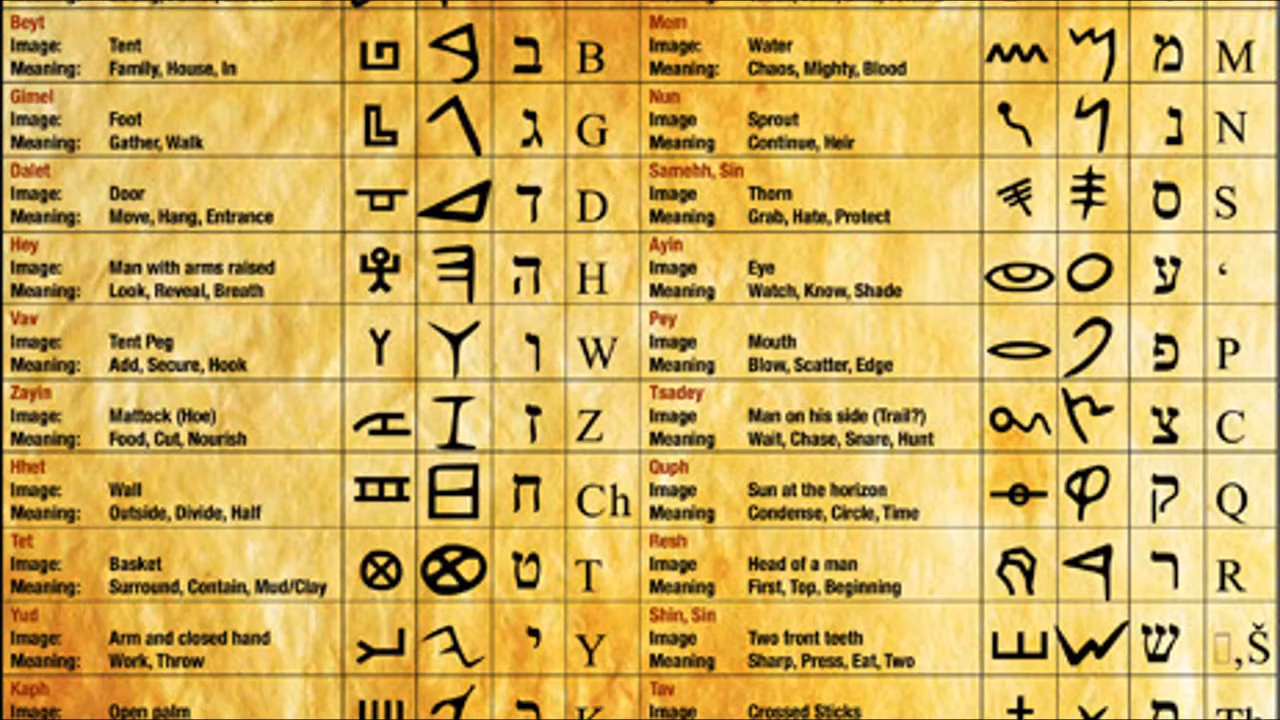 Beyt
Image: Tent
Meaning: Family, House, In
ב B
Gimel
Image: Foot
Meaning: Gather, Walk
ג G
Dalet
Image: Door
Meaning: Move, Hang, Entrance
ד D
Hey
Image: Man with arms raised
Meaning: Look, Reveal, Breath
ה H
Vav
Image: Tent Peg
Meaning: Add, Secure, Hook
ו W
Zayin
Image: Mattock (Hoe)
Meaning: Food, Cut, Nourish
ז Z
Hhet
Image: Wall
Meaning: Outside, Divide, Half
ח Ch
Tet
Image: Basket
Meaning: Surround, Contain, Mud/Clay
ט T
Yud
Image: Arm and closed hand
Meaning: Work, Throw
י Y
Kaph
Image: Open palm
Mem
Image: Water
Meaning: Chaos, Mighty, Blood
מ M
Nun
Image Sprout
Meaning Continue, Heir
נ N
Samehh, Sin
Image Thorn
Meaning Grab, Hate, Protect
ס S
Ayin
Image Eye
Meaning Watch, Know, Shade
ע ‘
Pey
Image Mouth
Meaning Blow, Scatter, Edge
פ P
Tsadey
Image Man on his side (Trail?)
Meaning Wait, Chase, Snare, Hunt
צ C
Quph
Image Sun at the horizon
Meaning Condense, Circle, Time
ק Q
Resh
Image Head of a man
Meaning First, Top, Beginning
ר R
Shin, Sin
Image Two front teeth
Meaning Sharp, Press, Eat, Two
ש ,Š
Tav
Image Crossed Sticks